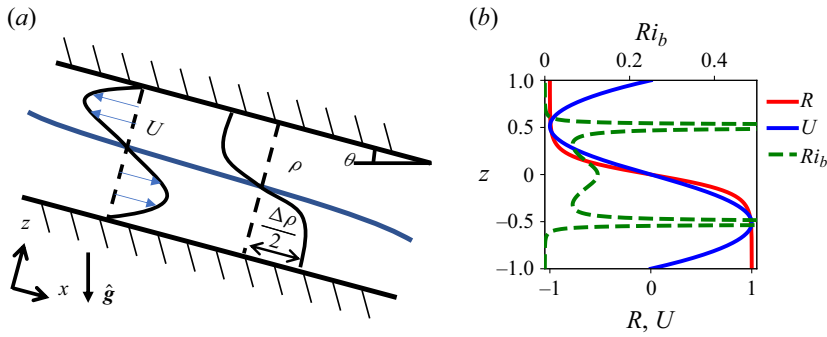 (a)
U
ρ
θ
Δρ
2
z
x
ĝ
(b)
Ri_b
0 0.2 0.4
1.0
0.5
z 0
−0.5
−1.0
−1 0 1
R, U
R
U
Ri_b